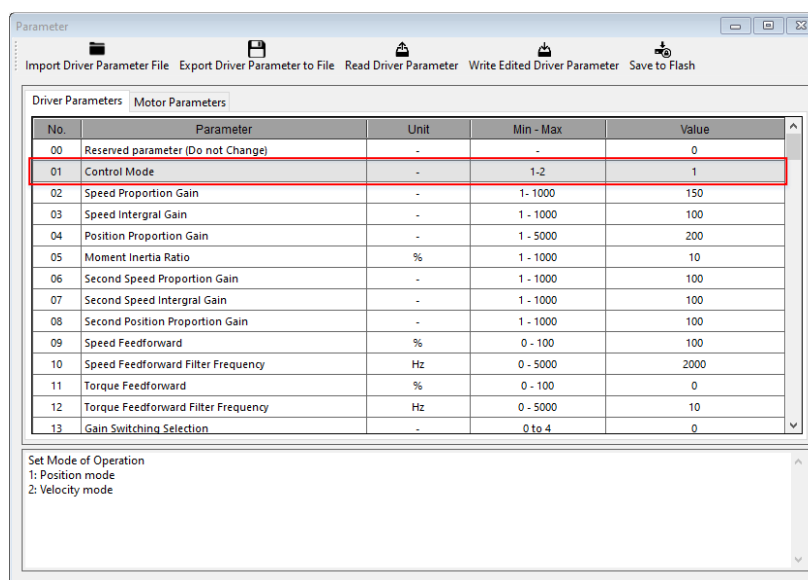 Parameter
Import Driver Parameter File Export Driver Parameter to File Read Driver Parameter Write Edited Driver Parameter Save to Flash
Driver Parameters Motor Parameters
No. Parameter Unit Min - Max Value
00 Reserved parameter (Do not Change) - - 0
01 Control Mode - 1-2 1
02 Speed Proportion Gain - 1- 1000 150
03 Speed Intergral Gain - 1 - 1000 100
04 Position Proportion Gain - 1 - 5000 200
05 Moment Inertia Ratio % 1 - 1000 10
06 Second Speed Proportion Gain - 1 - 1000 100
07 Second Speed Intergral Gain - 1 - 1000 100
08 Second Position Proportion Gain - 1 - 1000 100
09 Speed Feedforward % 0 - 100 100
10 Speed Feedforward Filter Frequency Hz 0 - 5000 2000
11 Torque Feedforward % 0 - 100 0
12 Torque Feedforward Filter Frequency Hz 0 - 5000 10
13 Gain Switching Selection - 0 to 4 0
Set Mode of Operation
1: Position mode
2: Velocity mode